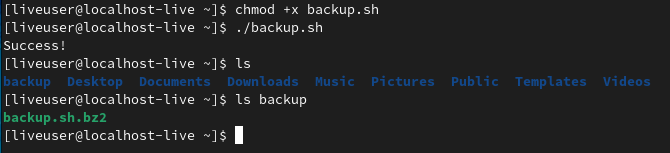 [liveuser@localhost-live ~]$ chmod +x backup.sh
[liveuser@localhost-live ~]$ ./backup.sh
Success!
[liveuser@localhost-live ~]$ ls
backup  Desktop  Documents  Downloads  Music  Pictures  Public  Templates  Videos
[liveuser@localhost-live ~]$ ls backup
backup.sh.bz2
[liveuser@localhost-live ~]$